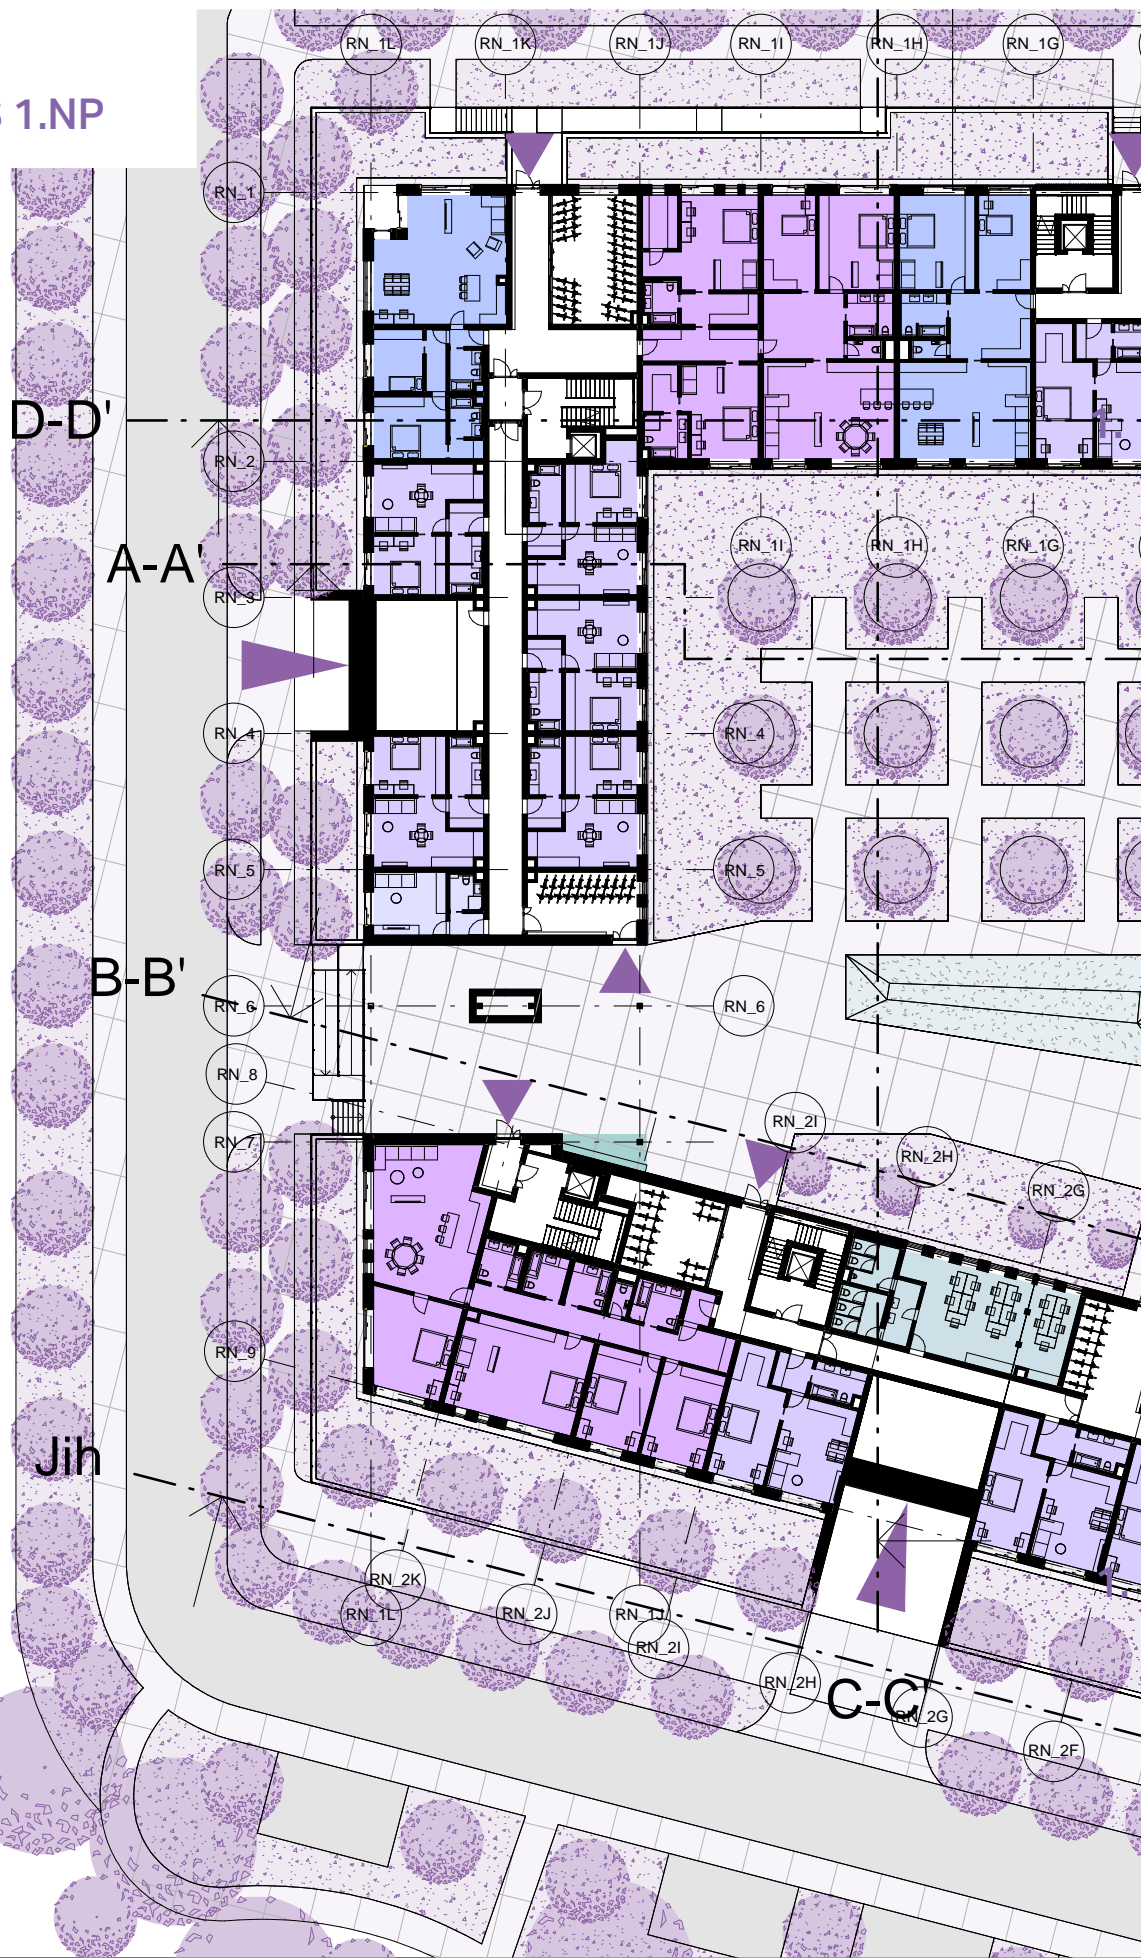 RN_1L RN_1K RN_1J RN_1I RN_1H RN_1G
1.NP
RN_1
D-D'
RN_2
RN_1I RN_1H RN_1G
A-A'
RN_3
RN_4 RN_4
RN_5 RN_5
B-B'
RN_6 RN_6
RN_8
RN_2I
RN_7
RN_2H
RN_2G
RN_9
Jih
RN_2K
RN_1L RN_2J RN_1J
RN_2I
RN_2H
C-C'
RN_2G
RN_2F